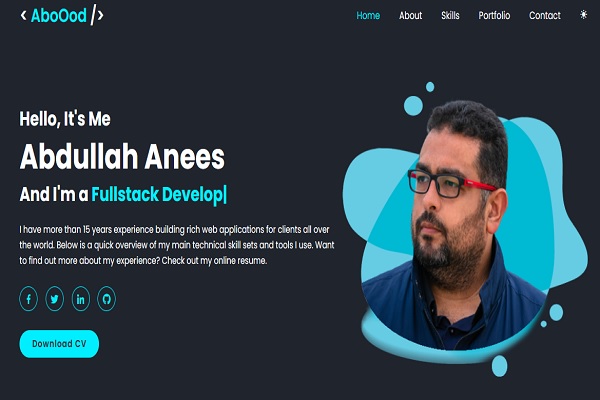 ‹ AboOod /›
Home About Skills Portfolio Contact
Hello, It's Me
Abdullah Anees
And I'm a Fullstack Develop|
I have more than 15 years experience building rich web applications for clients all over
the world. Below is a quick overview of my main technical skill sets and tools I use. Want
to find out more about my experience? Check out my online resume.
Download CV